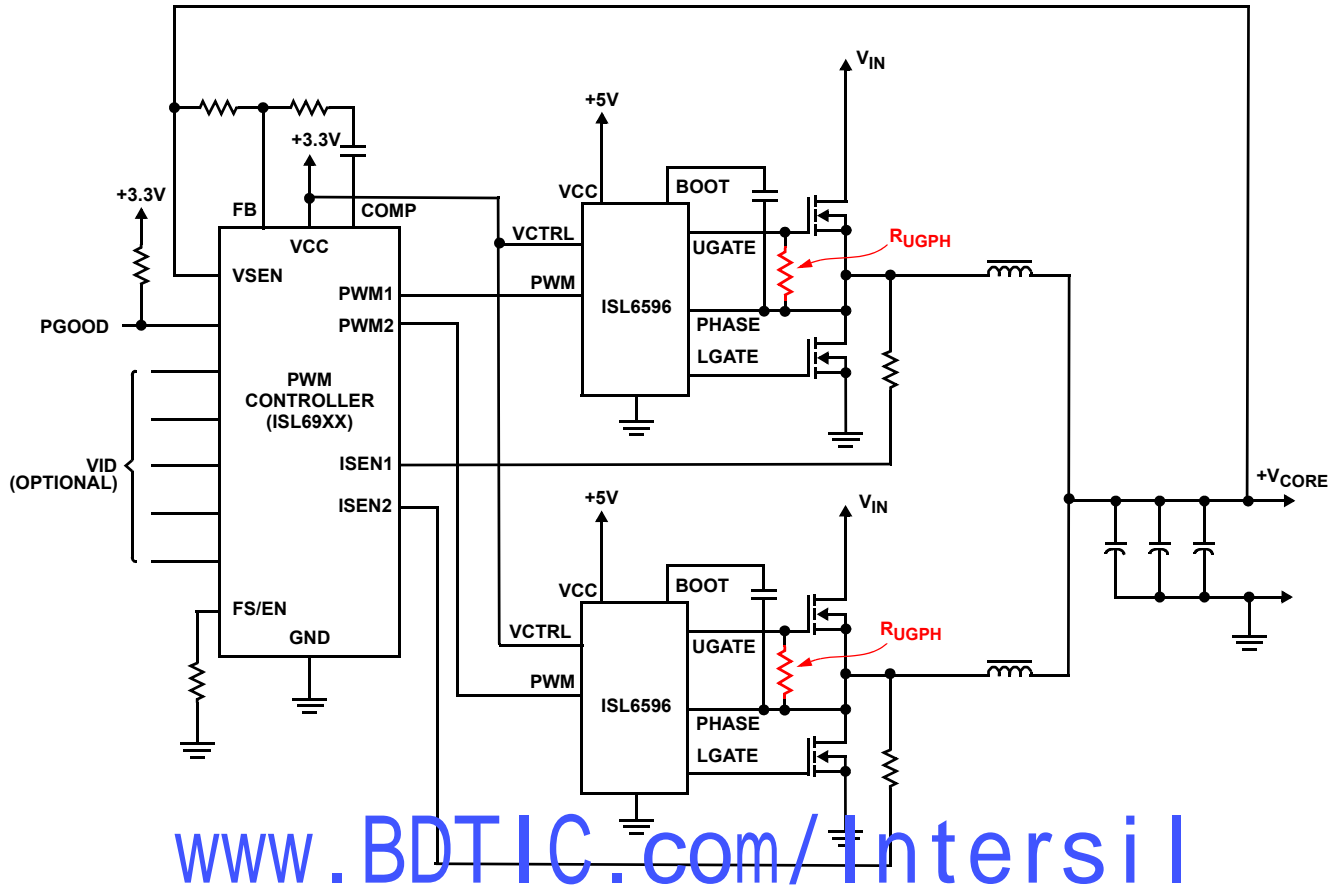 VIN
+5V
+3.3V
BOOT
VCC
+3.3V
FB
COMP
VCC
VCTRL
UGATE
RUGPH
VSEN
PWM1
PWM
ISL6596
PGOOD
PWM2
PHASE
LGATE
PWM
CONTROLLER
(ISL69XX)
VID
(OPTIONAL)
ISEN1
ISEN2
+VCORE
+5V
VIN
VCC
BOOT
FS/EN
GND
VCTRL
UGATE
RUGPH
PWM
ISL6596
PHASE
LGATE
www.BDTIC.com/Intersil